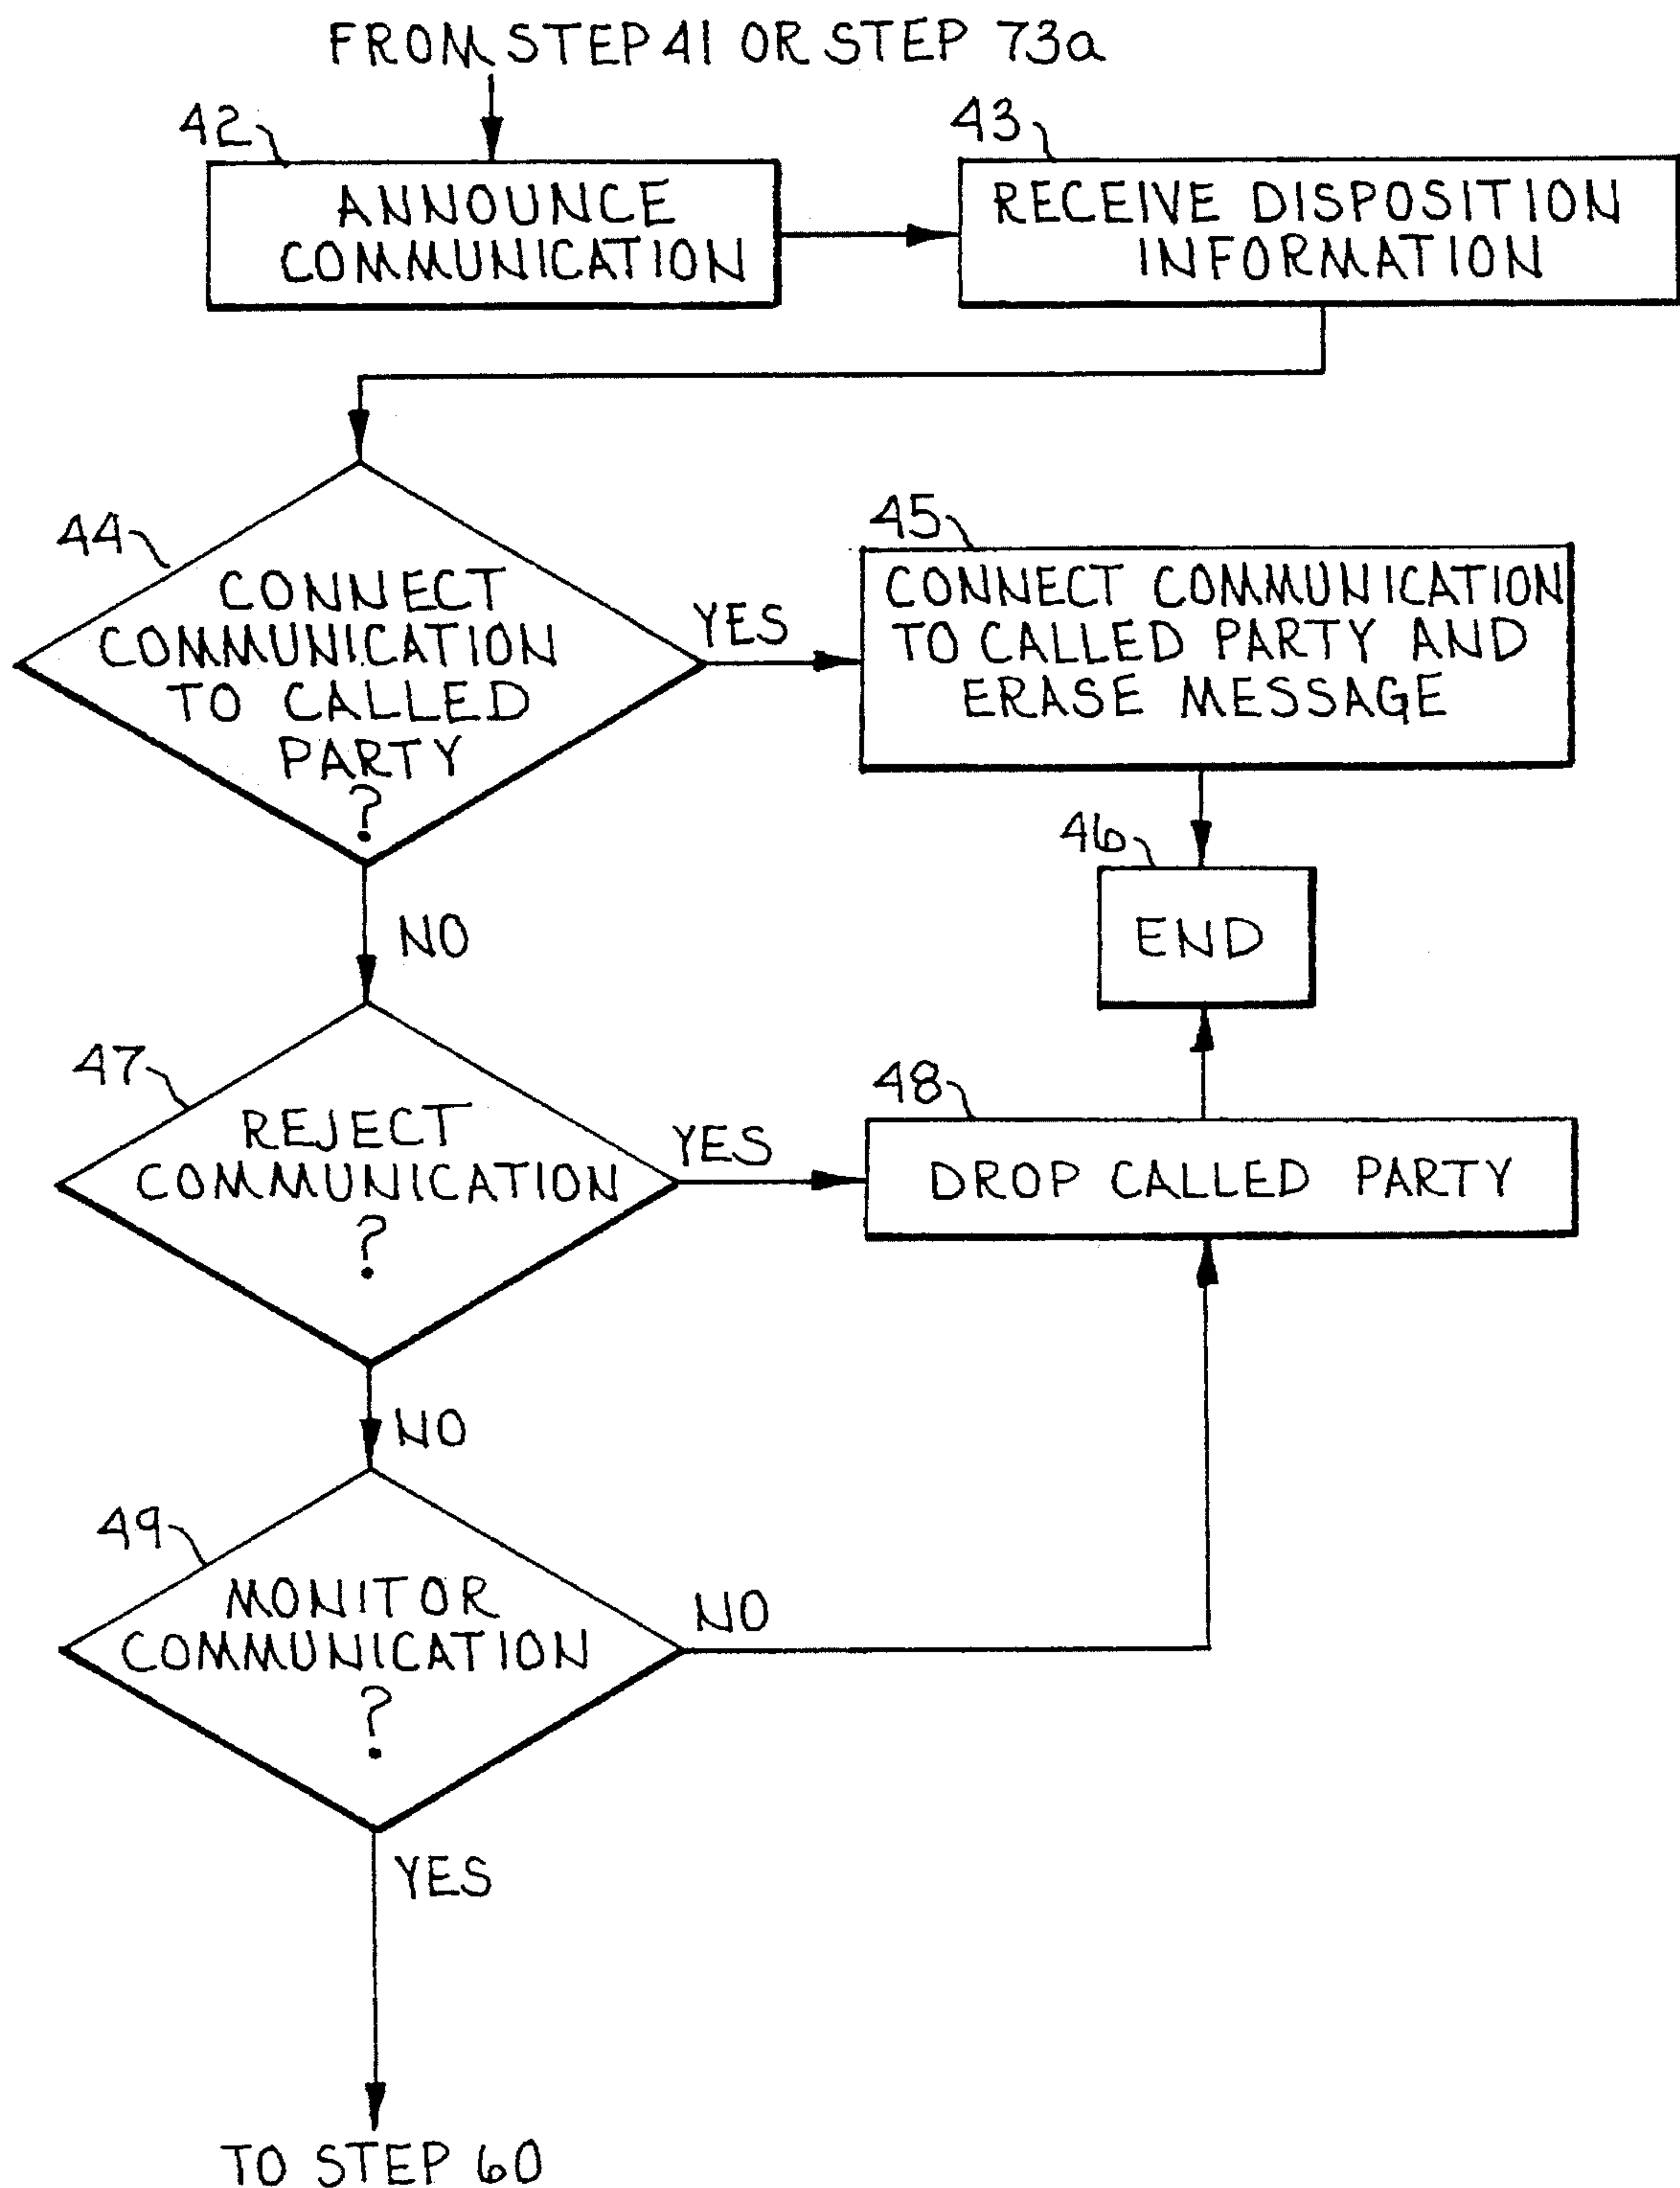 FROM STEP 41 OR STEP 73a
42
ANNOUNCE
COMMUNICATION
43
RECEIVE DISPOSITION
INFORMATION
44
CONNECT
COMMUNICATION
TO CALLED
PARTY
?
YES
45
CONNECT COMMUNICATION
TO CALLED PARTY AND
ERASE MESSAGE
46
END
NO
47
REJECT
COMMUNICATION
?
YES
48
DROP CALLED PARTY
NO
49
MONITOR
COMMUNICATION
?
NO
YES
TO STEP 60